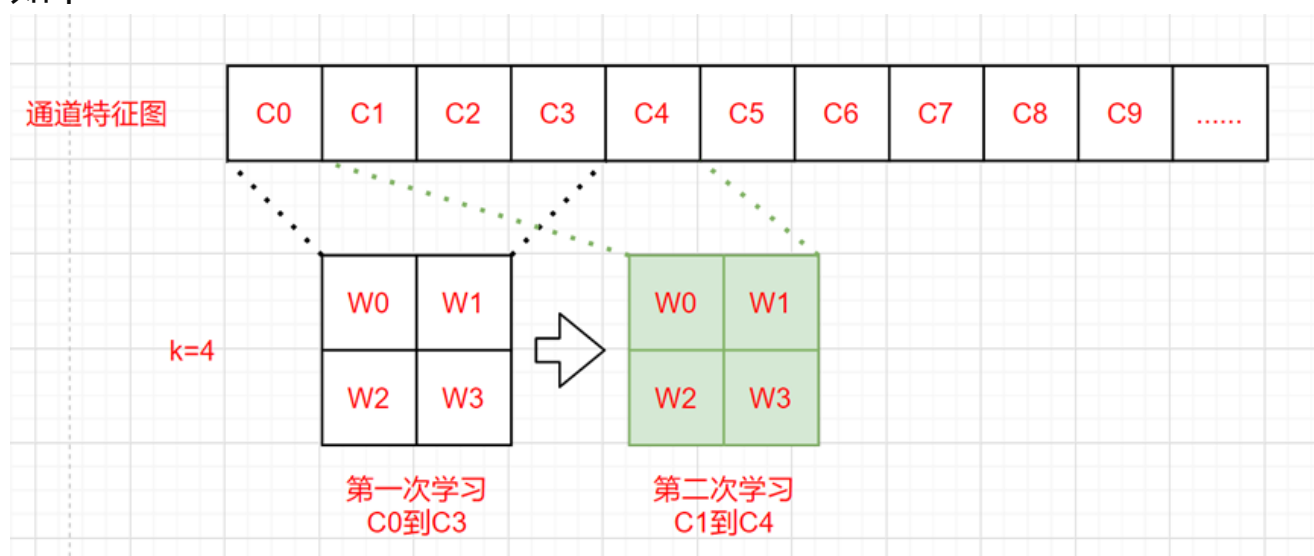 通道特征图
C0 C1 C2 C3 C4 C5 C6 C7 C8 C9 ......
W0 W1 W0 W1
k=4
W2 W3 W2 W3
第一次学习 第二次学习
C0到C3 C1到C4